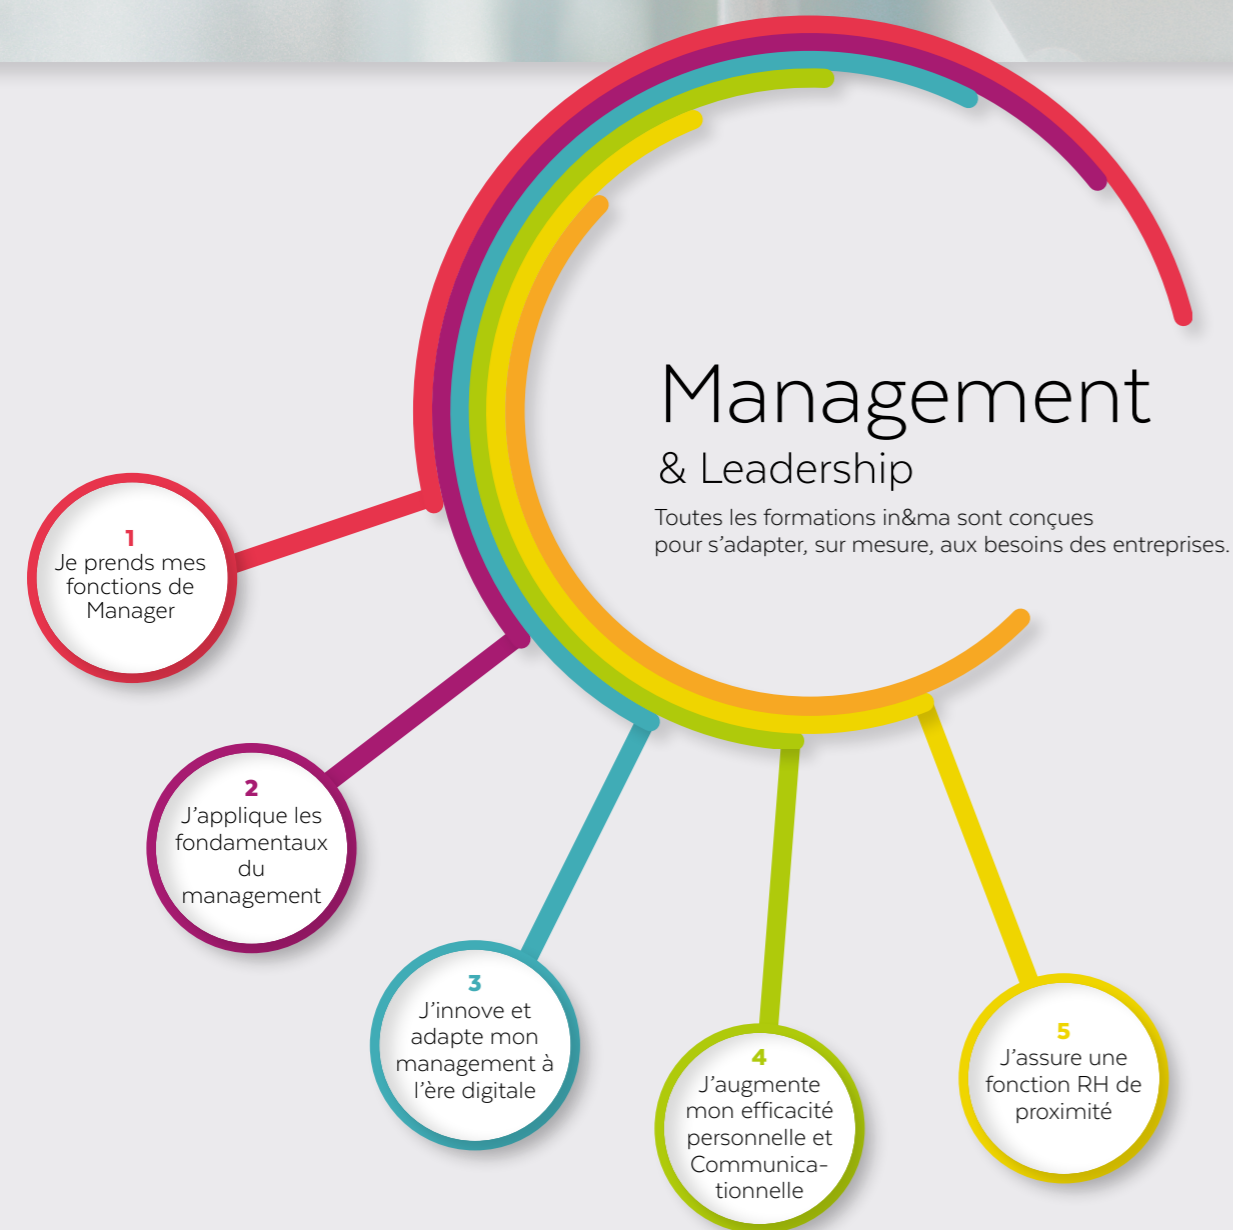 Management
& Leadership
Toutes les formations in&ma sont conçues
pour s’adapter, sur mesure, aux besoins des entreprises.
1
Je prends mes
fonctions de
Manager
2
J’applique les
fondamentaux
du
management
3
J’innove et
adapte mon
management à
l’ère digitale
4
J’augmente
mon efficacité
personnelle et
Communica-
tionnelle
5
J’assure une
fonction RH de
proximité